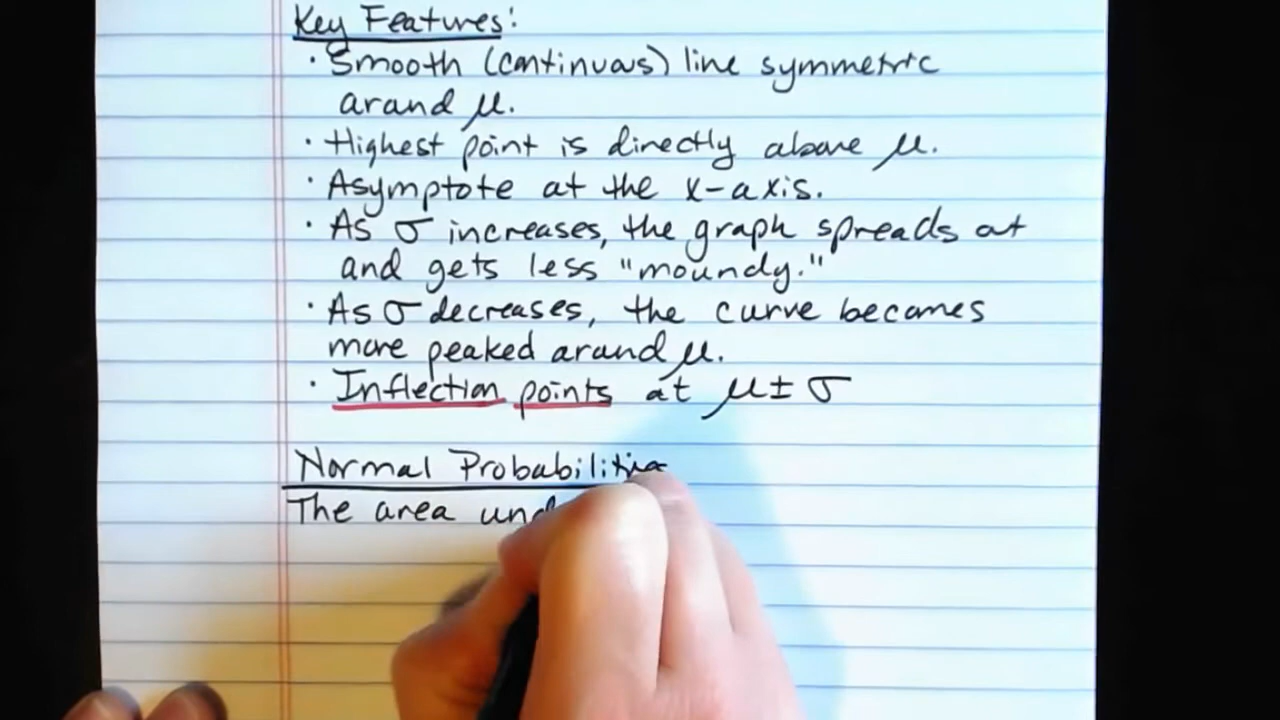 Key Features:
· Smooth (continuous) line symmetric
around μ.
· Highest point is directly above μ.
· Asymptote at the x-axis.
· As σ increases, the graph spreads out
and gets less "moundy."
· As σ decreases, the curve becomes
more peaked around μ.
· Inflection points at μ ± σ
Normal
The area